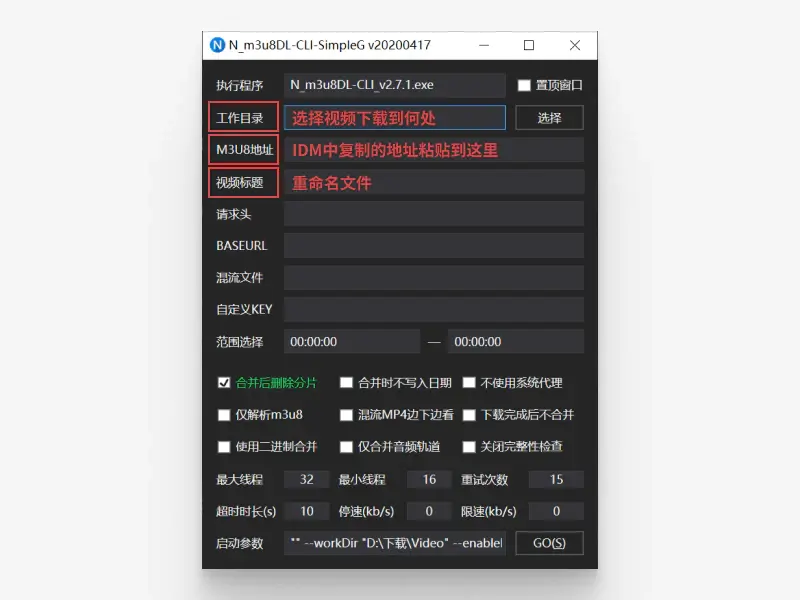 N_m3u8DL-CLI-SimpleG v20200417
执行程序 N_m3u8DL-CLI_v2.7.1.exe 置顶窗口
工作目录 选择视频下载到何处 选择
M3U8地址 IDM中复制的地址粘贴到这里
视频标题 重命名文件
请求头
BASEURL
混流文件
自定义KEY
范围选择 00:00:00 — 00:00:00
合并后删除分片 合并时不写入日期 不使用系统代理
仅解析m3u8 混流MP4边下边看 下载完成后不合并
使用二进制合并 仅合并音频轨道 关闭完整性检查
最大线程 32 最小线程 16 重试次数 15
超时时长(s) 10 停速(kb/s) 0 限速(kb/s) 0
启动参数 "" --workDir "D:\下载\Video" --enable GO(S)